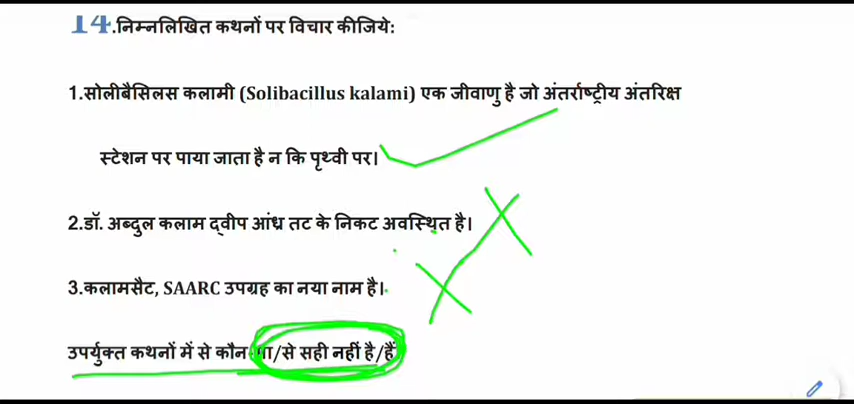 14.निम्नलिखित कथनों पर विचार कीजिये:
1.सोलीबैसिलस कलामी (Solibacillus kalami) एक जीवाणु है जो अंतर्राष्ट्रीय अंतरिक्ष
स्टेशन पर पाया जाता है न कि पृथ्वी पर।
2.डॉ. अब्दुल कलाम द्वीप आंध्र तट के निकट अवस्थित है।
3.कलामसैट, SAARC उपग्रह का नया नाम है।
उपर्युक्त कथनों में से कौन /से सही नहीं है/हैं